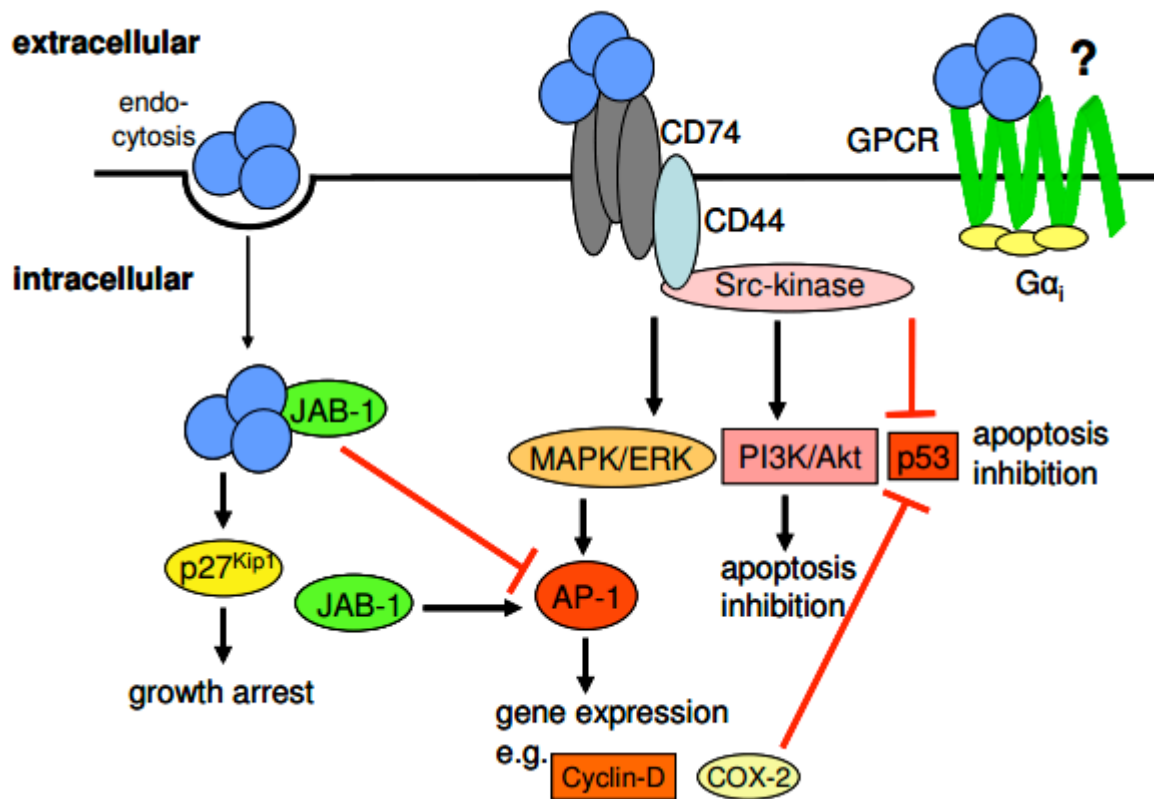 extracellular
endo-
cytosis
CD74
GPCR
?
CD44
intracellular
Src-kinase
Gαi
JAB-1
MAPK/ERK
PI3K/Akt
p53
apoptosis
inhibition
p27Kip1
JAB-1
AP-1
apoptosis
inhibition
growth arrest
gene expression
e.g.
Cyclin-D
COX-2